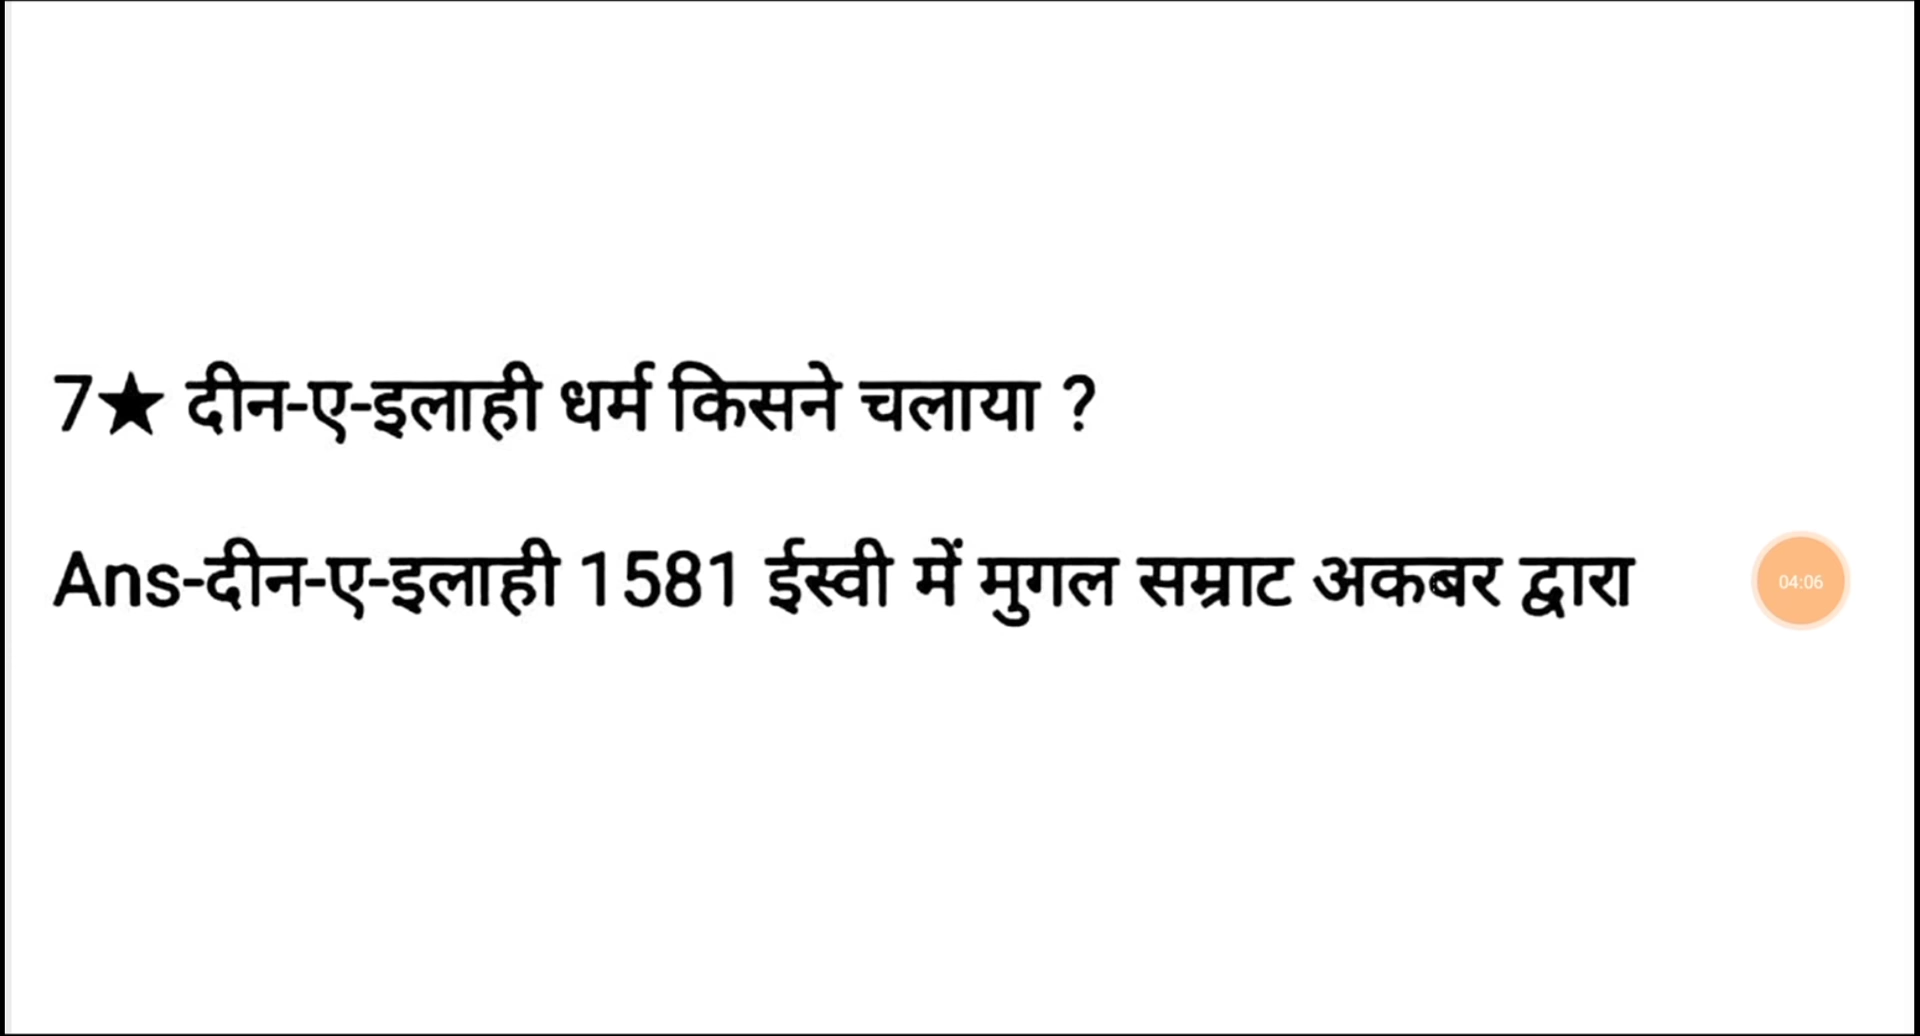 7★ दीन-ए-इलाही धर्म किसने चलाया ?
Ans-दीन-ए-इलाही 1581 ईस्वी में मुगल सम्राट अकबर द्वारा
04:06